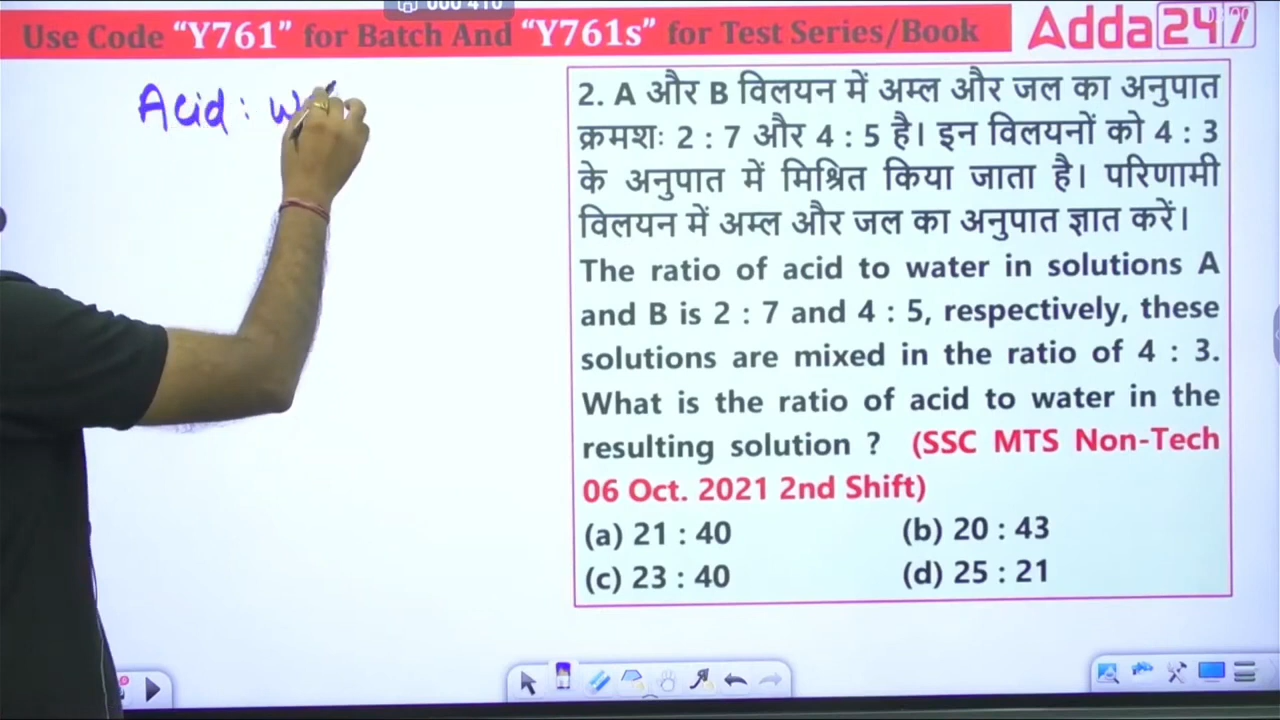 Use Code “Y761” for Batch And “Y761s” for Test Series/Book
Adda247
Acid : W
2. A और B विलयन में अम्ल और जल का अनुपात
क्रमशः 2 : 7 और 4 : 5 है। इन विलयनों को 4 : 3
के अनुपात में मिश्रित किया जाता है। परिणामी
विलयन में अम्ल और जल का अनुपात ज्ञात करें।
The ratio of acid to water in solutions A
and B is 2 : 7 and 4 : 5, respectively, these
solutions are mixed in the ratio of 4 : 3.
What is the ratio of acid to water in the
resulting solution ? (SSC MTS Non-Tech
06 Oct. 2021 2nd Shift)
(a) 21 : 40 (b) 20 : 43
(c) 23 : 40 (d) 25 : 21